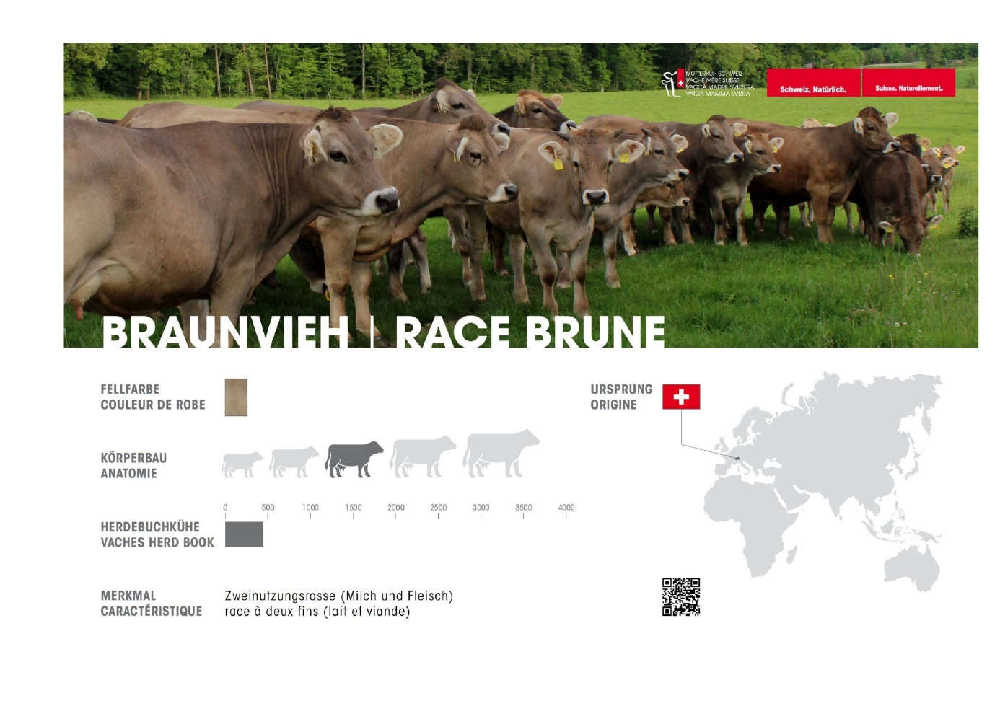 MUTTERKUH SCHWEIZ
VACHE MÈRE SUISSE
VACCA MADRE SVIZZERA
VATGA MAMMA SVIZRA
Schweiz. Natürlich.
Suisse. Naturellement.
BRAUNVIEH | RACE BRUNE
FELLFARBE
COULEUR DE ROBE
URSPRUNG
ORIGINE
KÖRPERBAU
ANATOMIE
0 500 1000 1500 2000 2500 3000 3500 4000
HERDEBUCHKÜHE
VACHES HERD BOOK
MERKMAL
CARACTÉRISTIQUE
Zweinutzungsrasse (Milch und Fleisch)
race à deux fins (lait et viande)